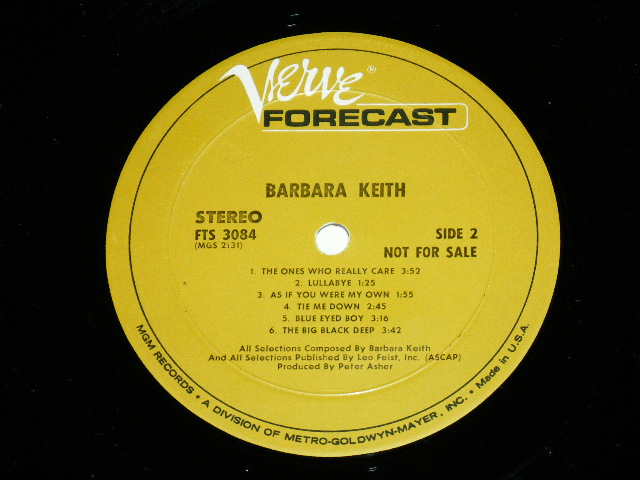 Verve®
FORECAST
BARBARA KEITH
STEREO
FTS 3084
(MGS 2131)
SIDE 2
NOT FOR SALE
1. THE ONES WHO REALLY CARE 3:52
2. LULLABYE 1:25
3. AS IF YOU WERE MY OWN 1:55
4. TIE ME DOWN 2:45
5. BLUE EYED BOY 3:16
6. THE BIG BLACK DEEP 3:42
All Selections Composed By Barbara Keith
And All Selections Published By Leo Feist, Inc. (ASCAP)
Produced By Peter Asher
MGM RECORDS • A DIVISION OF METRO-GOLDWYN-MAYER, INC. • Made in U.S.A.